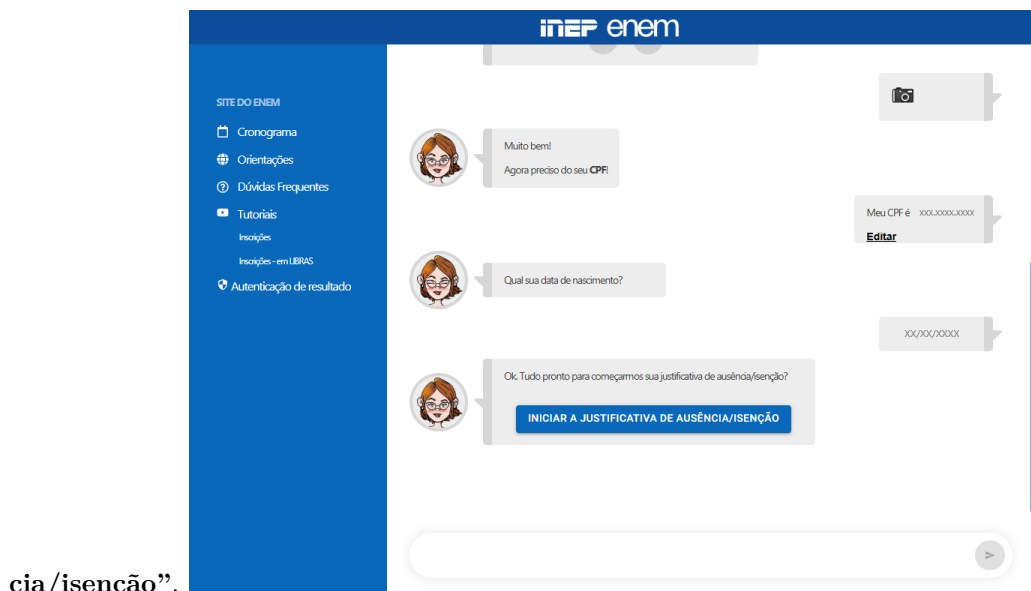 inep enem
SITE DO ENEM
Cronograma
Orientações
Dúvidas Frequentes
Tutoriais
Inscrições
Inscrições - em LIBRAS
Autenticação de resultado
Muito bem!
Agora preciso do seu CPF!
Meu CPF é xxx.xxxx.xxxx
Editar
Qual sua data de nascimento?
xx/xx/xxxx
Ok. Tudo pronto para começarmos sua justificativa de ausência/isenção?
INICIAR A JUSTIFICATIVA DE AUSÊNCIA/ISENÇÃO
cia/isenção”.